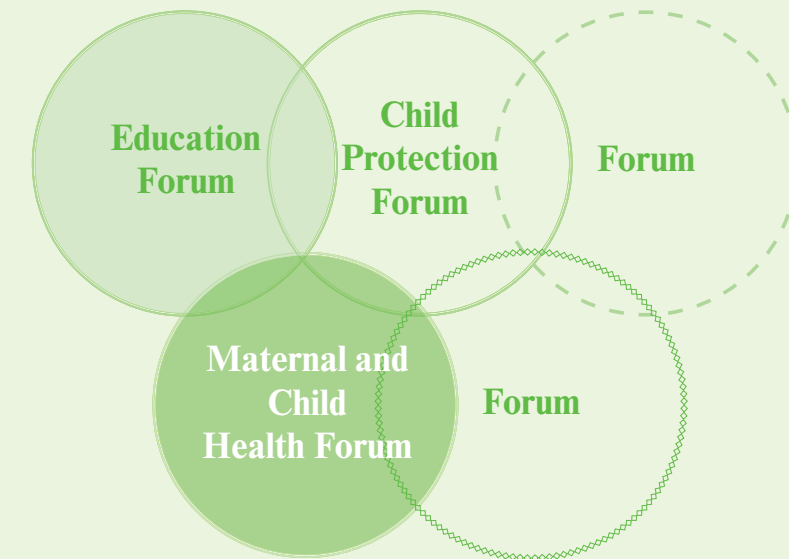 Education
Forum
Child
Protection
Forum
Forum
Maternal and
Child
Health Forum
Forum